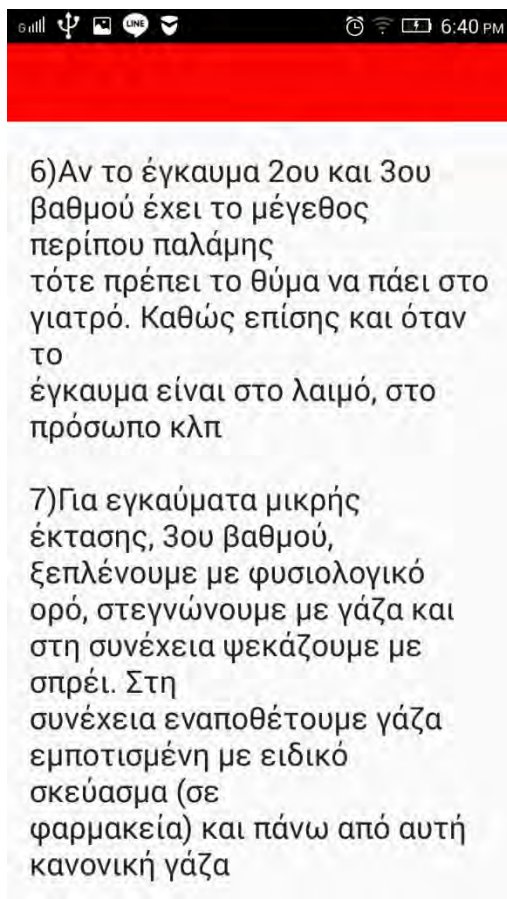 G LINE 6:40 PM
6)Αν το έγκαυμα 2ου και 3ου
βαθμού έχει το μέγεθος
περίπου παλάμης
τότε πρέπει το θύμα να πάει στο
γιατρό. Καθώς επίσης και όταν
το
έγκαυμα είναι στο λαιμό, στο
πρόσωπο κλπ
7)Για εγκαύματα μικρής
έκτασης, 3ου βαθμού,
ξεπλένουμε με φυσιολογικό
ορό, στεγνώνουμε με γάζα και
στη συνέχεια ψεκάζουμε με
σπρέι. Στη
συνέχεια εναποθέτουμε γάζα
εμποτισμένη με ειδικό
σκεύασμα (σε
φαρμακεία) και πάνω από αυτή
κανονική γάζα